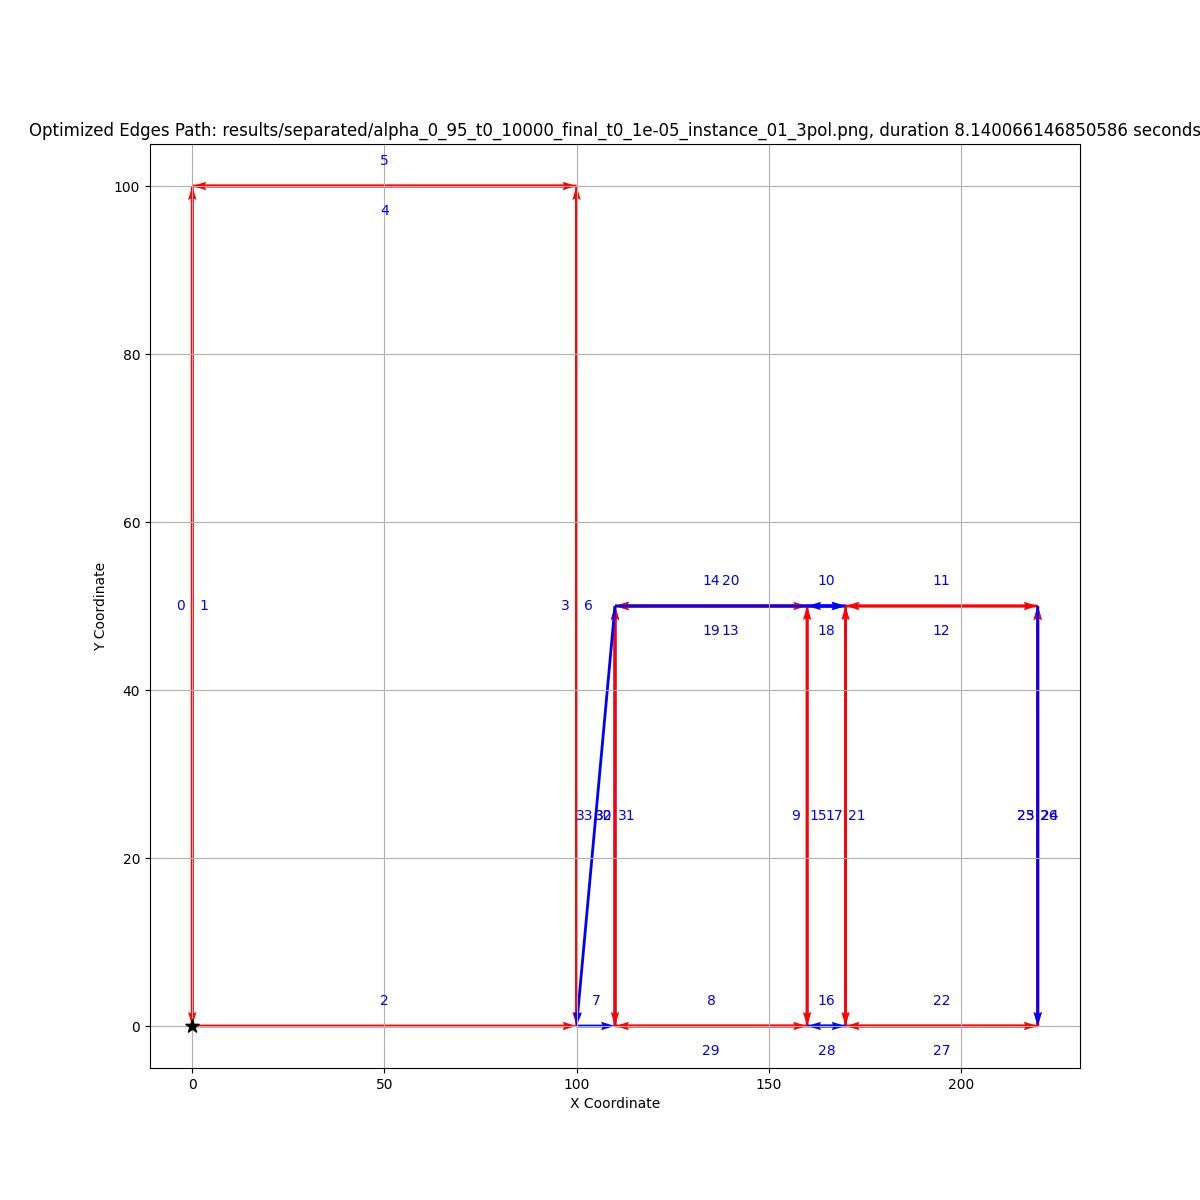 Optimized Edges Path: results/separated/alpha_0_95_t0_10000_final_t0_1e-05_instance_01_3pol.png, duration 8.140066146850586 seconds
5
100
4
80
60
14 20 10 11
0 1 3 6
19 13 18 12
Y Coordinate
40
33 31 9 15 17 21
20
2 7 8 16 22
0
29 28 27
0 50 100 150 200
X Coordinate